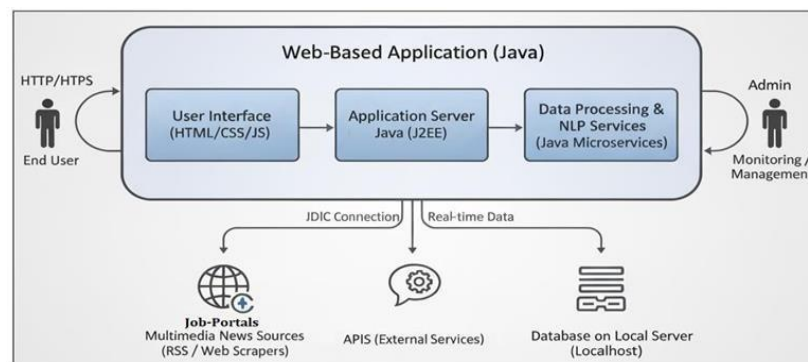 Web-Based Application (Java)
HTTP/HTPS
End User
User Interface
(HTML/CSS/JS)
Application Server
Java (J2EE)
Data Processing &
NLP Services
(Java Microservices)
Admin
Monitoring /
Management
JDIC Connection
Real-time Data
Job-Portals
Multimedia News Sources
(RSS / Web Scrapers)
APIS (External Services)
Database on Local Server
(Localhost)